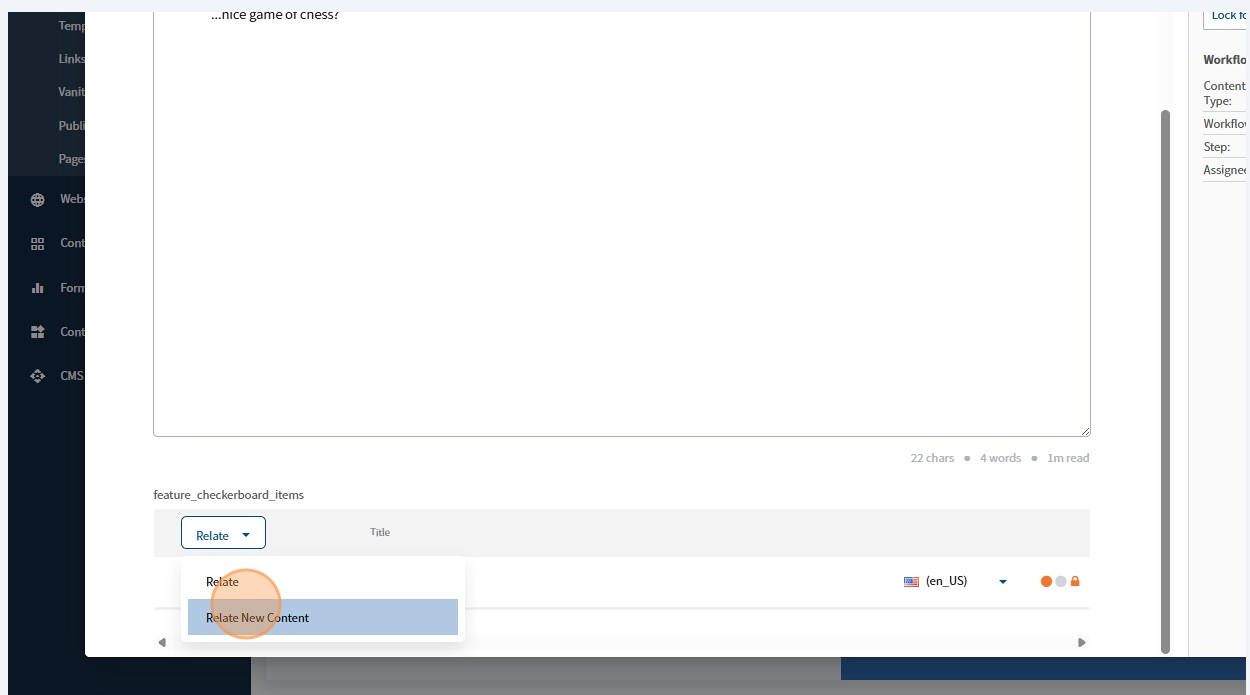 Temp
Links
Vanit
Publi
Pages
Webs
Cont
Form
Cont
CMS
...nice game of chess?
22 chars 4 words 1m read
feature_checkerboard_items
Relate Title
Relate
Relate New Content
(en_US)
Lock fo
Workflo
Content
Type:
Workflow
Step:
Assignee